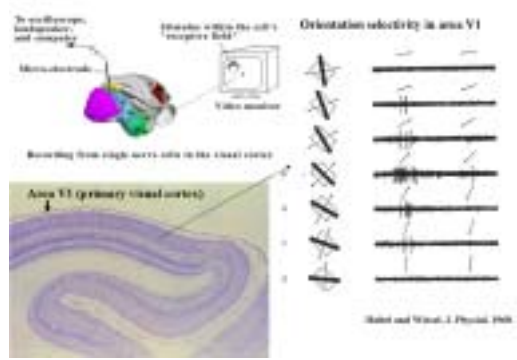 To oscilloscope,
loudspeaker,
and computer
Micro-electrode
Stimulus within the cell's
"receptive field"
Video monitor
Recording from single nerve cells in the visual cortex
Area V1 (primary visual cortex)
Orientation selectivity in area V1
Hubel and Wiesel, J. Physiol. 1968